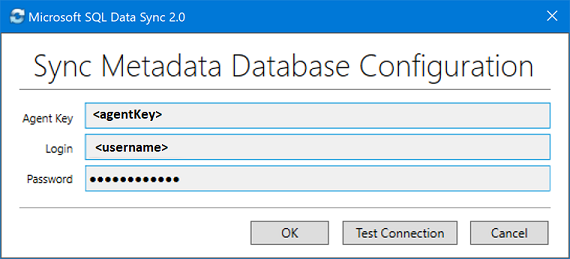 Microsoft SQL Data Sync 2.0
Sync Metadata Database Configuration
Agent Key <agentKey>
Login <username>
Password ●●●●●●●●●●●●
OK Test Connection Cancel